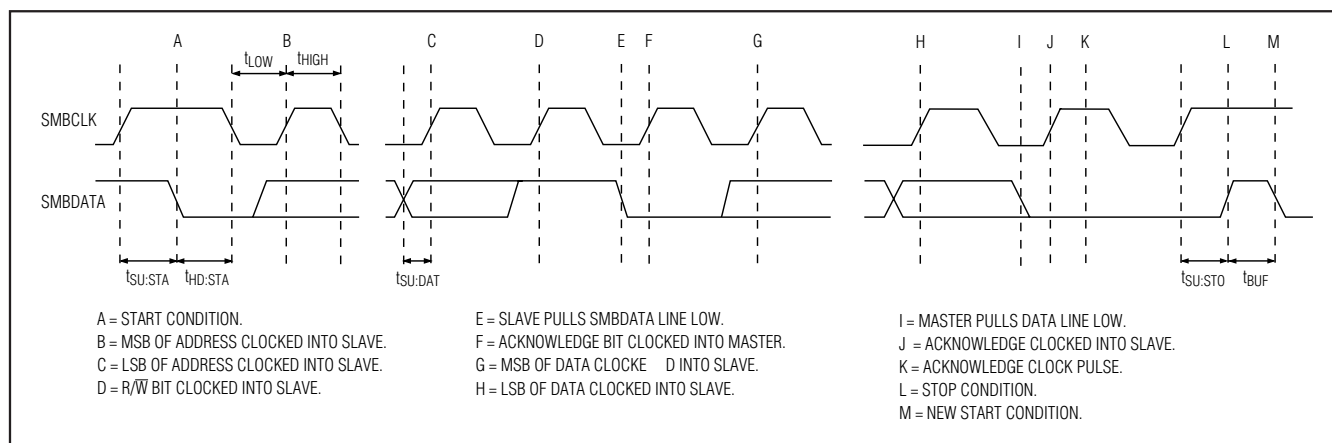 A B C D E F G H I J K L M
tLOW tHIGH
SMBCLK
SMBDATA
tSU:STA tHD:STA tSU:DAT tSU:STO tBUF
A = START CONDITION.
B = MSB OF ADDRESS CLOCKED INTO SLAVE.
C = LSB OF ADDRESS CLOCKED INTO SLAVE.
D = R/W̅ BIT CLOCKED INTO SLAVE.
E = SLAVE PULLS SMBDATA LINE LOW.
F = ACKNOWLEDGE BIT CLOCKED INTO MASTER.
G = MSB OF DATA CLOCKE D INTO SLAVE.
H = LSB OF DATA CLOCKED INTO SLAVE.
I = MASTER PULLS DATA LINE LOW.
J = ACKNOWLEDGE CLOCKED INTO SLAVE.
K = ACKNOWLEDGE CLOCK PULSE.
L = STOP CONDITION.
M = NEW START CONDITION.